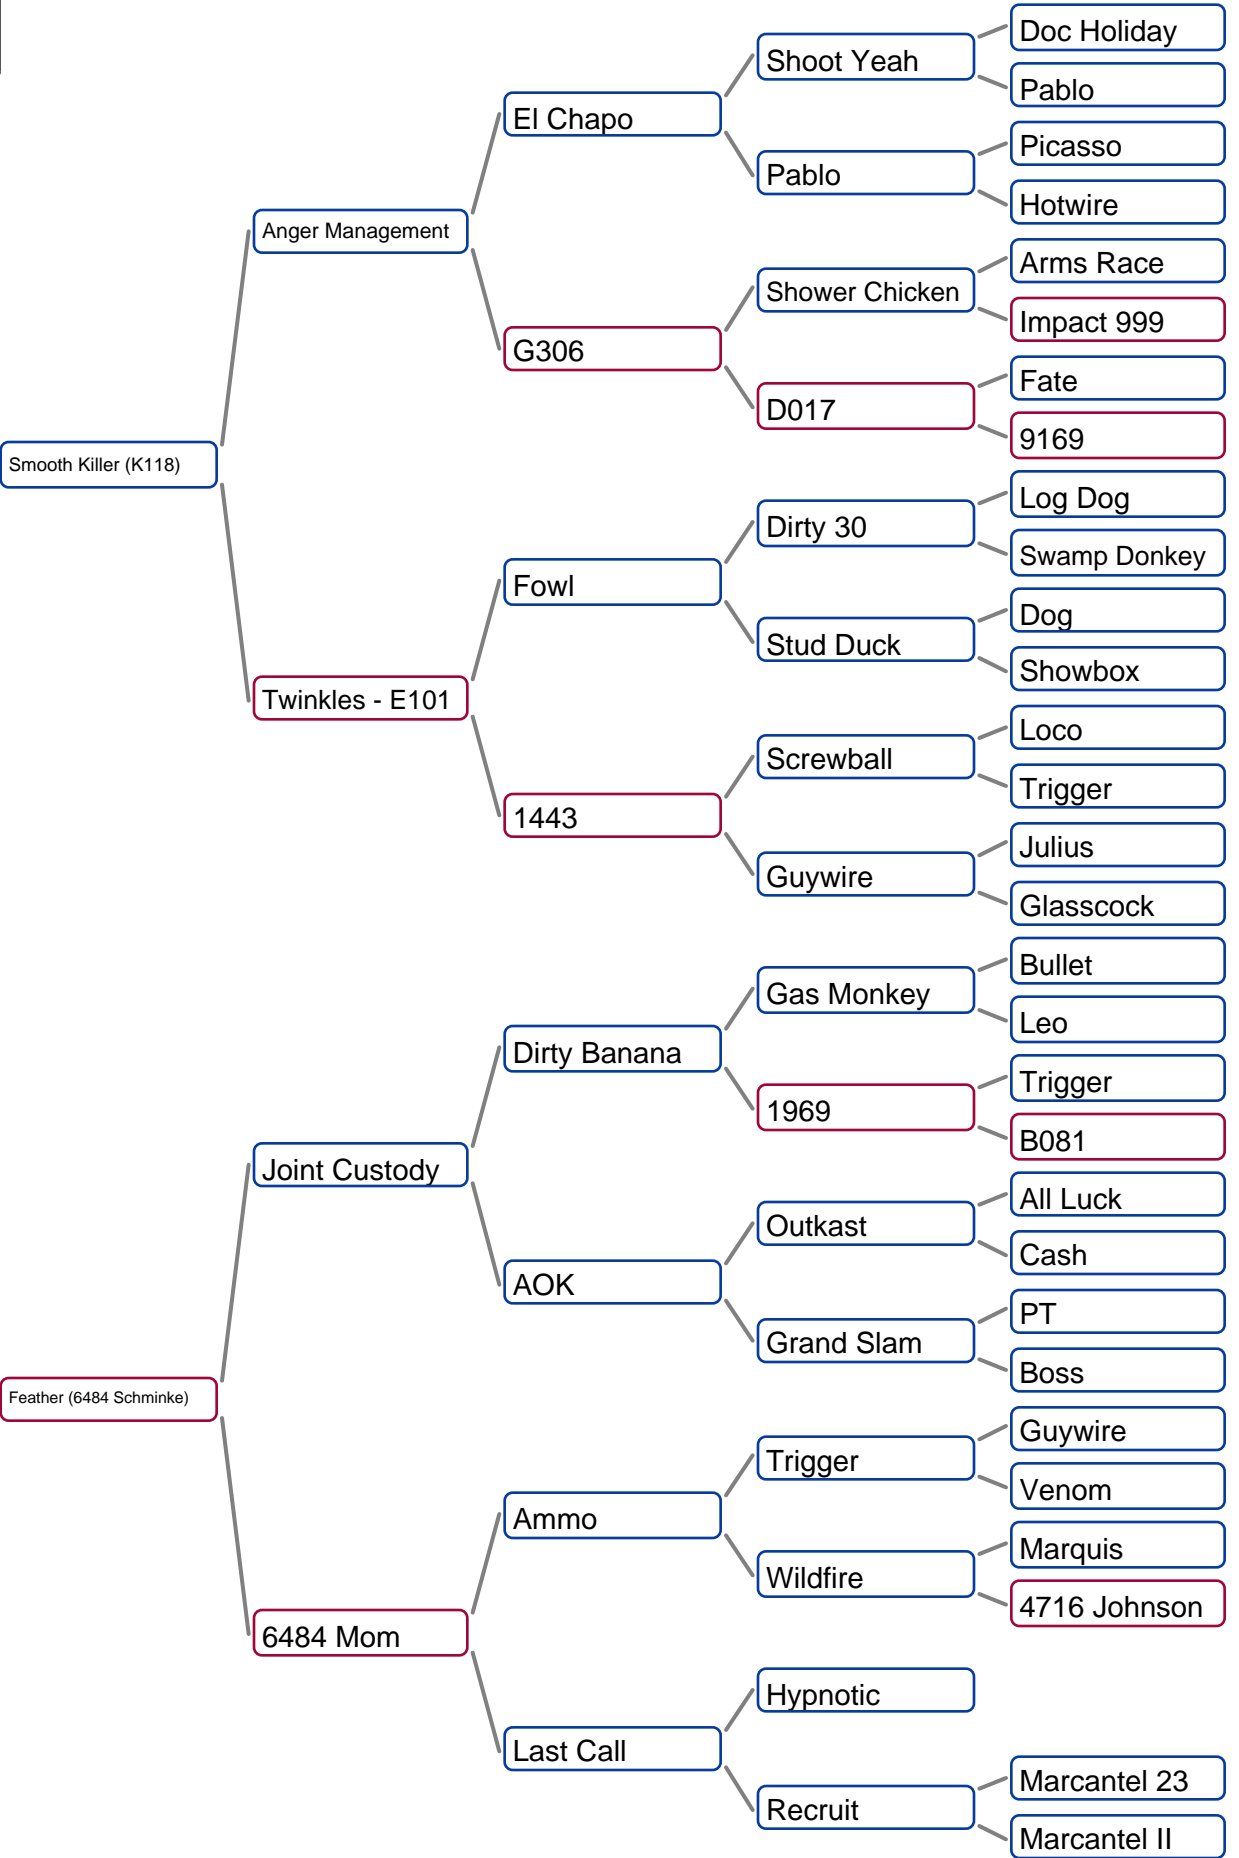 Doc Holiday
Shoot Yeah
Pablo
El Chapo
Picasso
Pablo
Hotwire
Anger Management
Arms Race
Shower Chicken
Impact 999
G306
Fate
D017
9169
Smooth Killer (K118)
Log Dog
Dirty 30
Swamp Donkey
Fowl
Dog
Stud Duck
Showbox
Twinkles - E101
Loco
Screwball
Trigger
1443
Julius
Guywire
Glasscock
Bullet
Gas Monkey
Leo
Dirty Banana
Trigger
1969
B081
Joint Custody
All Luck
Outkast
Cash
AOK
PT
Grand Slam
Boss
Feather (6484 Schminke)
Guywire
Trigger
Venom
Ammo
Marquis
Wildfire
4716 Johnson
6484 Mom
Hypnotic
Last Call
Marcantel 23
Recruit
Marcantel II